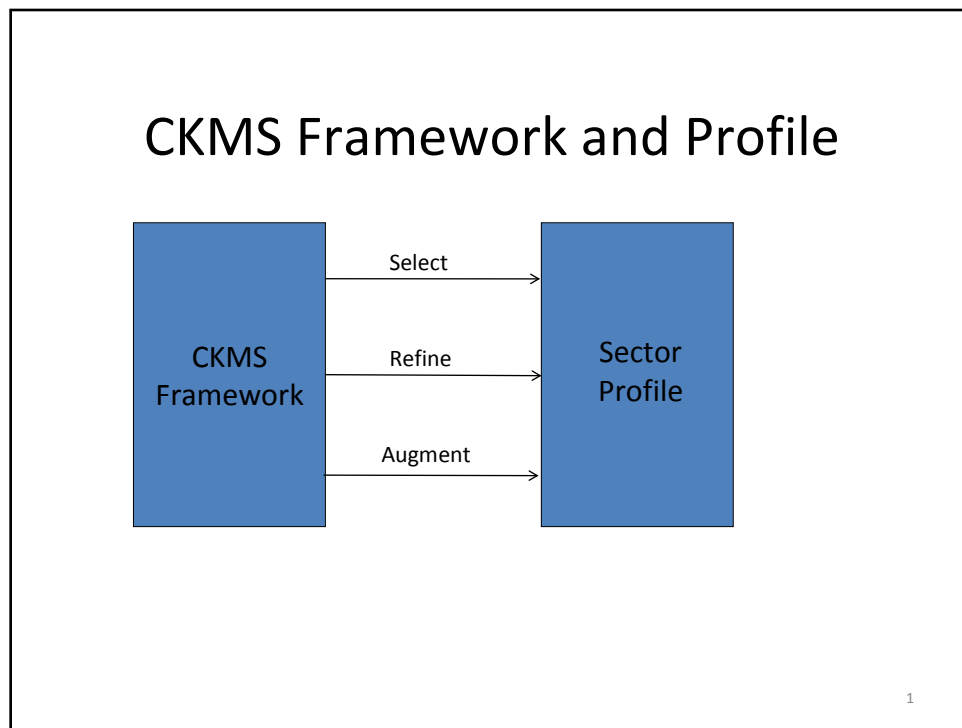 CKMS Framework and Profile
CKMS
Framework
Select
Refine
Augment
Sector
Profile
1